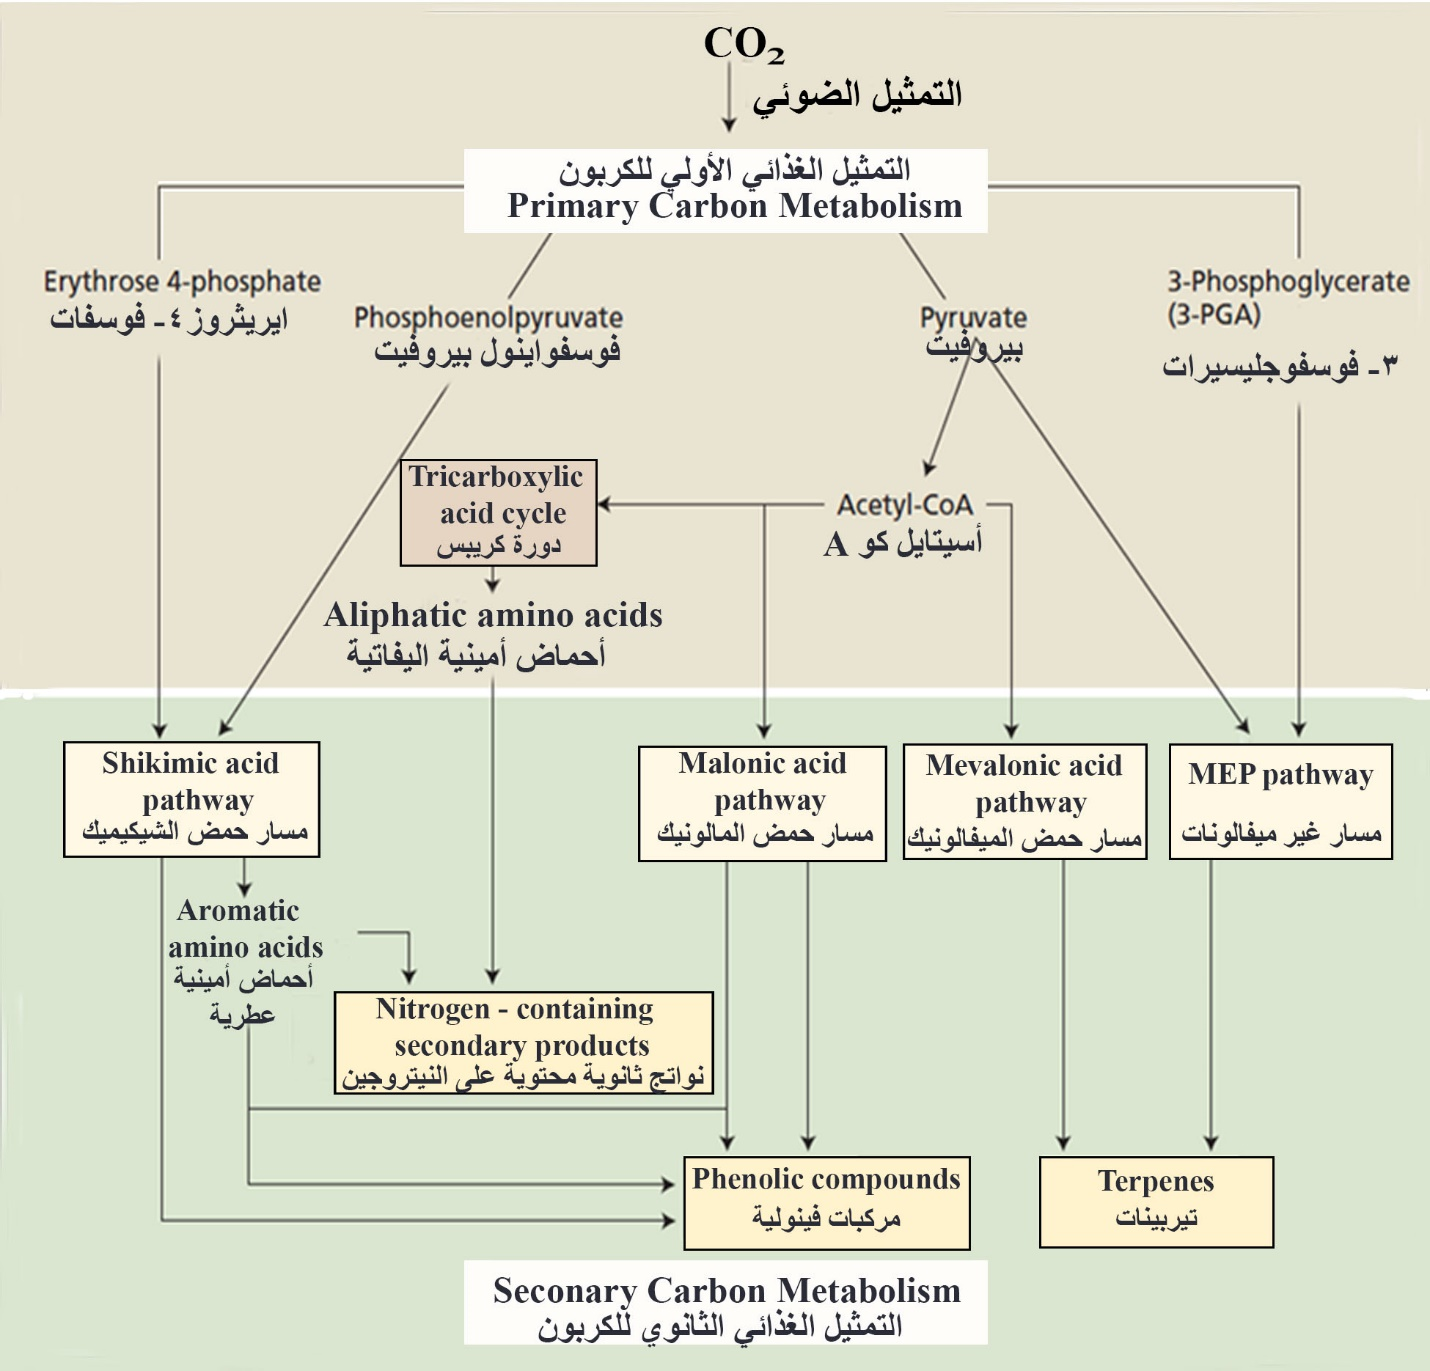 CO₂
التمثيل الضوئي
التمثيل الغذائي الأولي للكربون
Primary Carbon Metabolism
Erythrose 4-phosphate
ايريثروز ٤ - فوسفات
Phosphoenolpyruvate
فوسفواينول بيروفيت
Pyruvate
بيروفيت
3-Phosphoglycerate
(3-PGA)
٣- فوسفوجليسيرات
Tricarboxylic
acid cycle
دورة كريبس
Acetyl-CoA
أسيتايل كو A
Aliphatic amino acids
أحماض أمينية اليفاتية
Shikimic acid
pathway
مسار حمض الشيكيميك
Malonic acid
pathway
مسار حمض المالونيك
Mevalonic acid
pathway
مسار حمض الميفالونيك
MEP pathway
مسار غير ميفالونات
Aromatic
amino acids
أحماض أمينية
عطرية
Nitrogen - containing
secondary products
نواتج ثانوية محتوية على النيتروجين
Phenolic compounds
مركبات فينولية
Terpenes
تيربينات
Seconary Carbon Metabolism
التمثيل الغذائي الثانوي للكربون